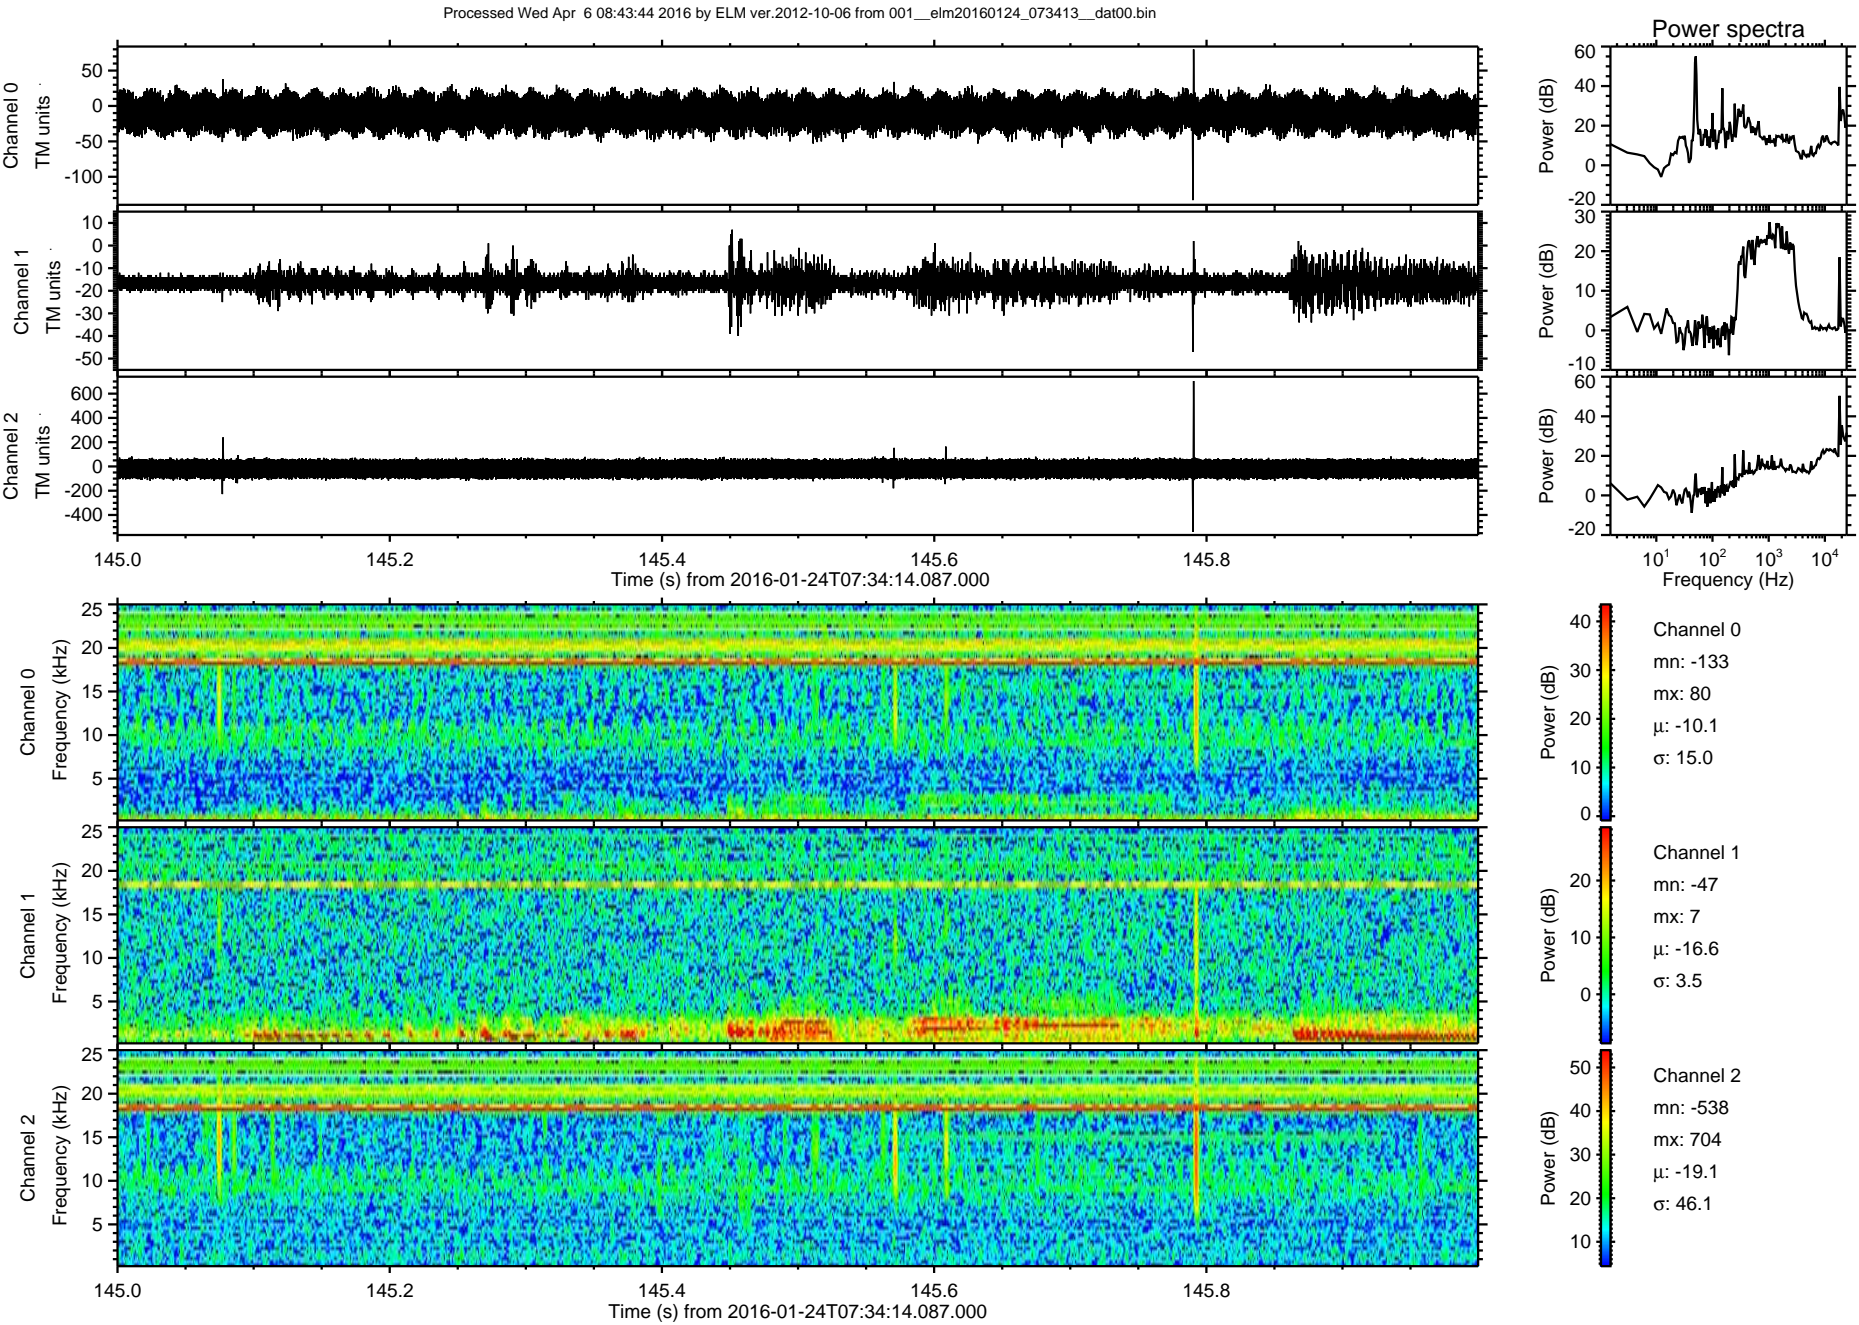 Processed Wed Apr  6 08:43:44 2016 by ELM ver.2012-10-06 from 001__elm20160124_073413__dat00.bin
Power spectra
Channel 0
TM units
50
0
-50
-100
Power (dB)
60
40
20
0
-20
Channel 1
TM units
10
0
-10
-20
-30
-40
-50
Power (dB)
30
20
10
0
-10
Channel 2
TM units
600
400
200
0
-200
-400
Power (dB)
60
40
20
0
-20
145.0 145.2 145.4 145.6 145.8
Time (s) from 2016-01-24T07:34:14.087.000
10^1 10^2 10^3 10^4
Frequency (Hz)
Channel 0
Frequency (kHz)
25
20
15
10
5
Power (dB)
40
30
20
10
0
Channel 0
mn: -133
mx: 80
μ: -10.1
σ: 15.0
Channel 1
Frequency (kHz)
25
20
15
10
5
Power (dB)
20
10
0
Channel 1
mn: -47
mx: 7
μ: -16.6
σ: 3.5
Channel 2
Frequency (kHz)
25
20
15
10
5
Power (dB)
50
40
30
20
10
Channel 2
mn: -538
mx: 704
μ: -19.1
σ: 46.1
145.0 145.2 145.4 145.6 145.8
Time (s) from 2016-01-24T07:34:14.087.000